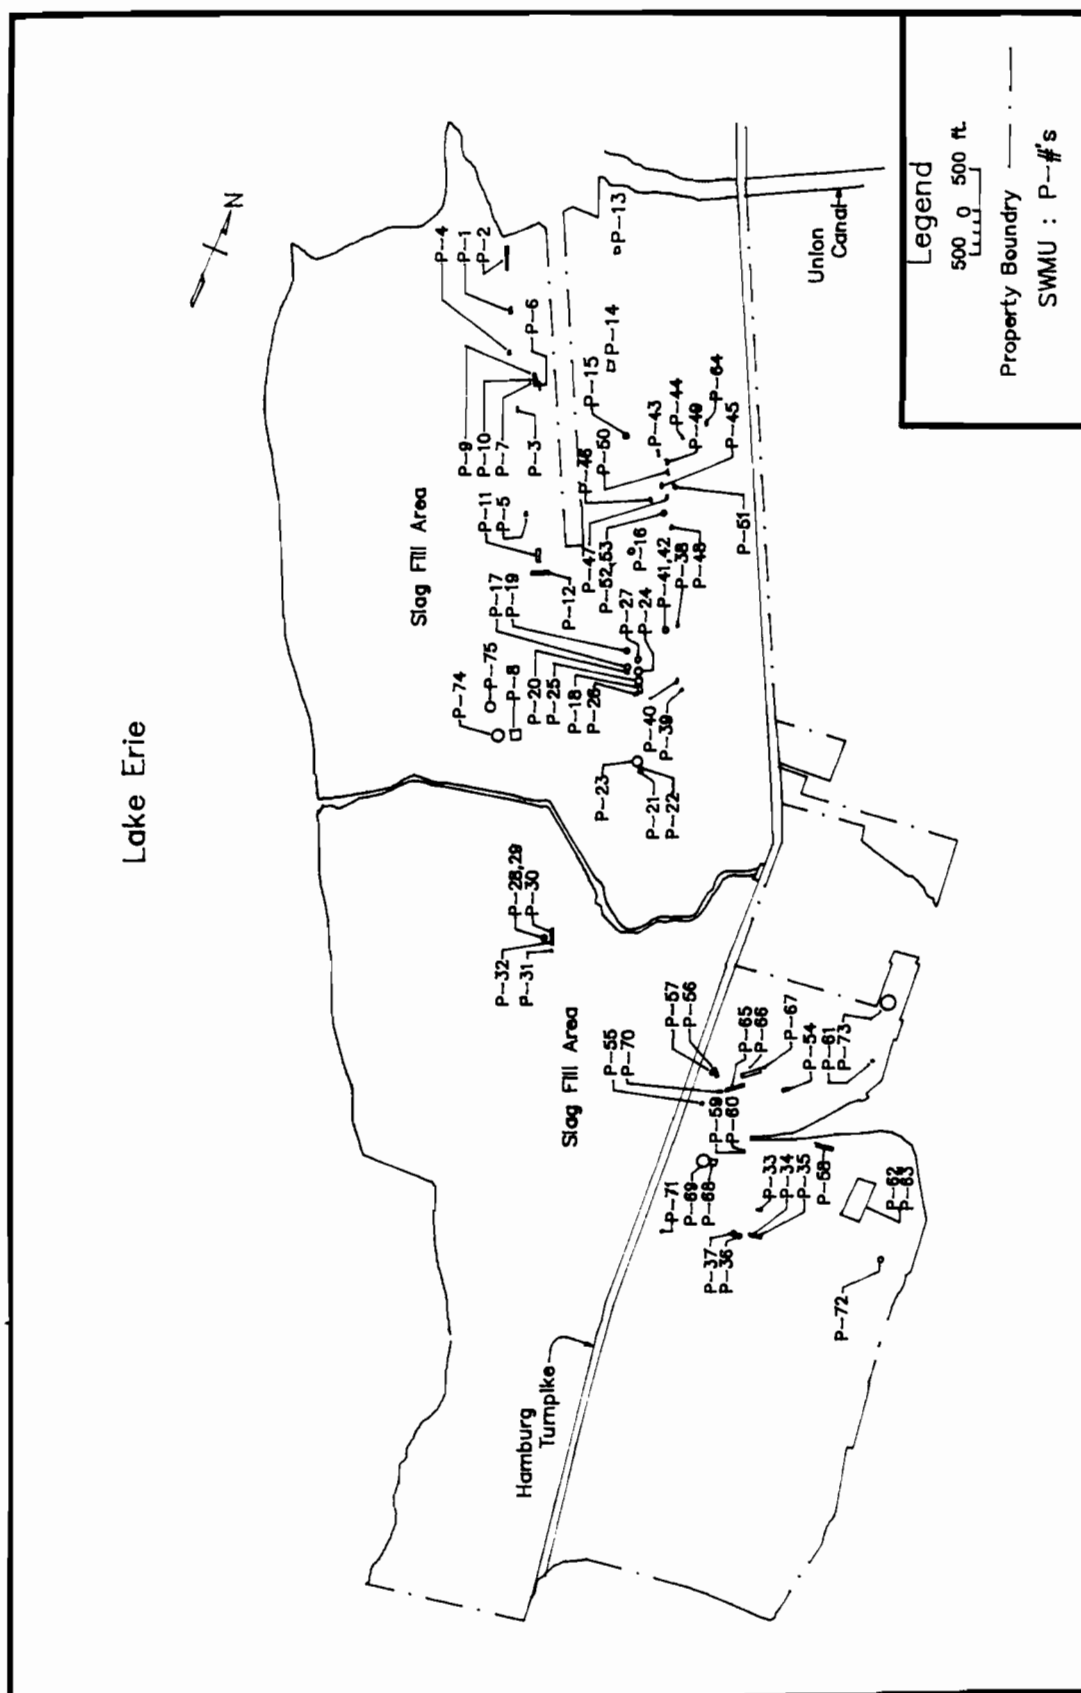 Lake Erie
N
P-4
P-1
P-2
P-6
P-9
P-10
P-7
P-3
P-11
P-5
Slag Fill Area
P-12
P-17
P-19
P-74
P-75
P-8
P-20
P-25
P-18
P-26
P-13
P-14
P-15
P-50
P-46
P-43
P-44
P-49
P-64
P-45
P-51
P-47
P-52,53
P-16
P-41,42
P-38
P-48
P-27
P-24
P-40
P-39
P-23
P-21
P-22
Union
Canal
P-28,29
P-30
P-32
P-31
Slag Fill Area
P-57
P-56
P-55
P-70
P-65
P-66
P-67
P-54
P-61
P-73
P-59
P-60
P-71
P-69
P-68
P-33
P-34
P-35
P-58
P-62
P-63
P-37
P-36
P-72
Hamburg
Turnpike
Legend
500 0 500 ft.
Property Boundry
SWMU : P-#'s